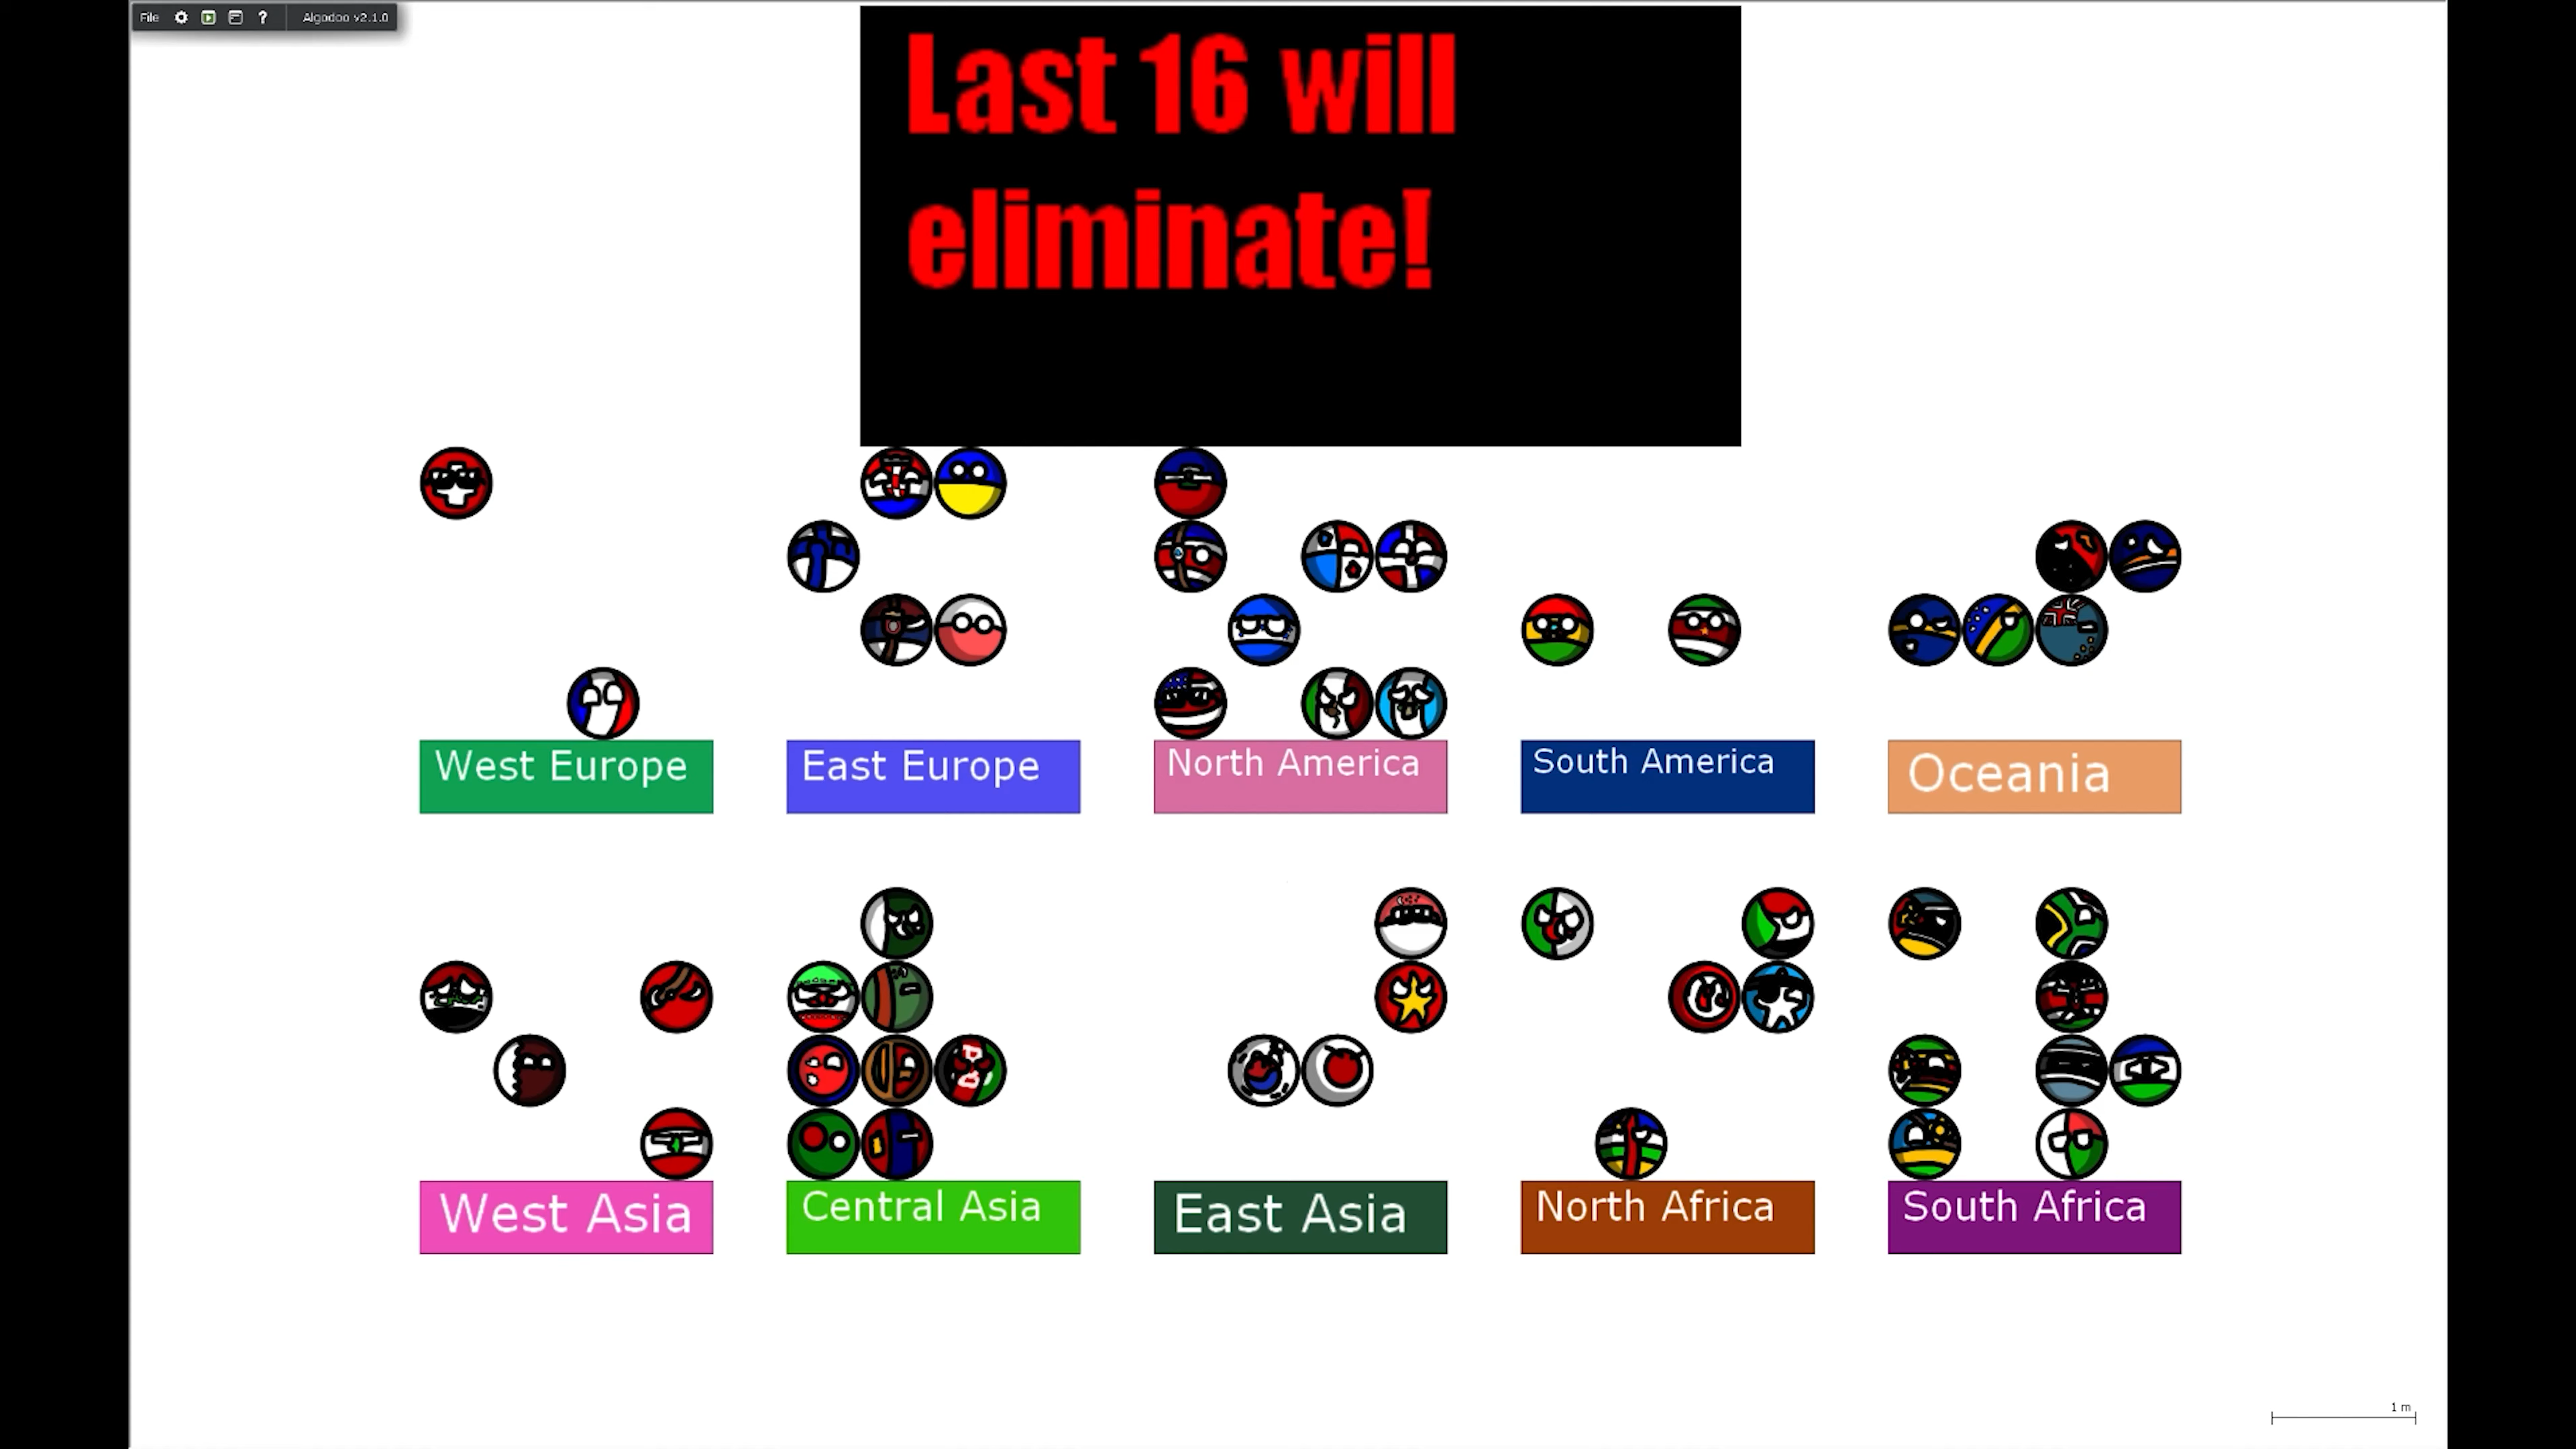 File ? Algodoo v2.1.0
Last 16 will
eliminate!
West Europe
East Europe
North America
South America
Oceania
West Asia
Central Asia
East Asia
North Africa
South Africa
1 m